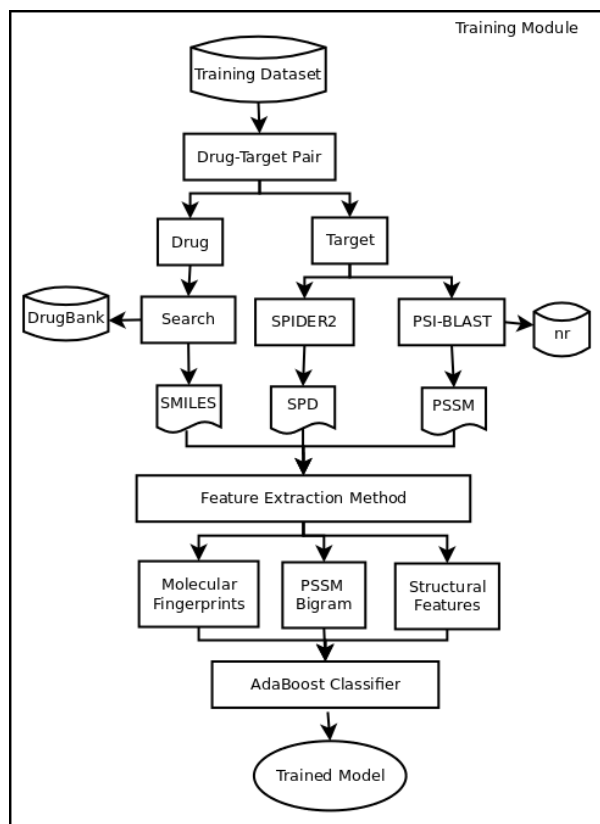 Training Module
Training Dataset
Drug-Target Pair
Drug
Target
DrugBank
Search
SPIDER2
PSI-BLAST
nr
SMILES
SPD
PSSM
Feature Extraction Method
Molecular
Fingerprints
PSSM
Bigram
Structural
Features
AdaBoost Classifier
Trained Model